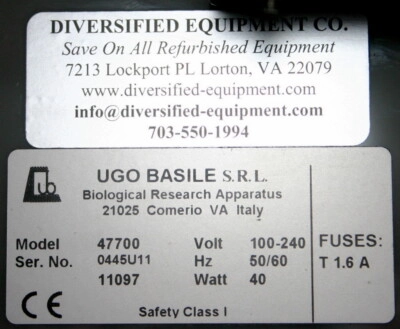 DIVERSIFIED EQUIPMENT CO.
Save On All Refurbished Equipment
7213 Lockport PL Lorton, VA 22079
www.diversified-equipment.com
info@diversified-equipment.com
703-550-1994
ub
UGO BASILE S.R.L.
Biological Research Apparatus
21025 Comerio VA Italy
Model 47700 Volt 100-240 FUSES:
Ser. No. 0445U11 Hz 50/60 T 1.6 A
11097 Watt 40
CE Safety Class I